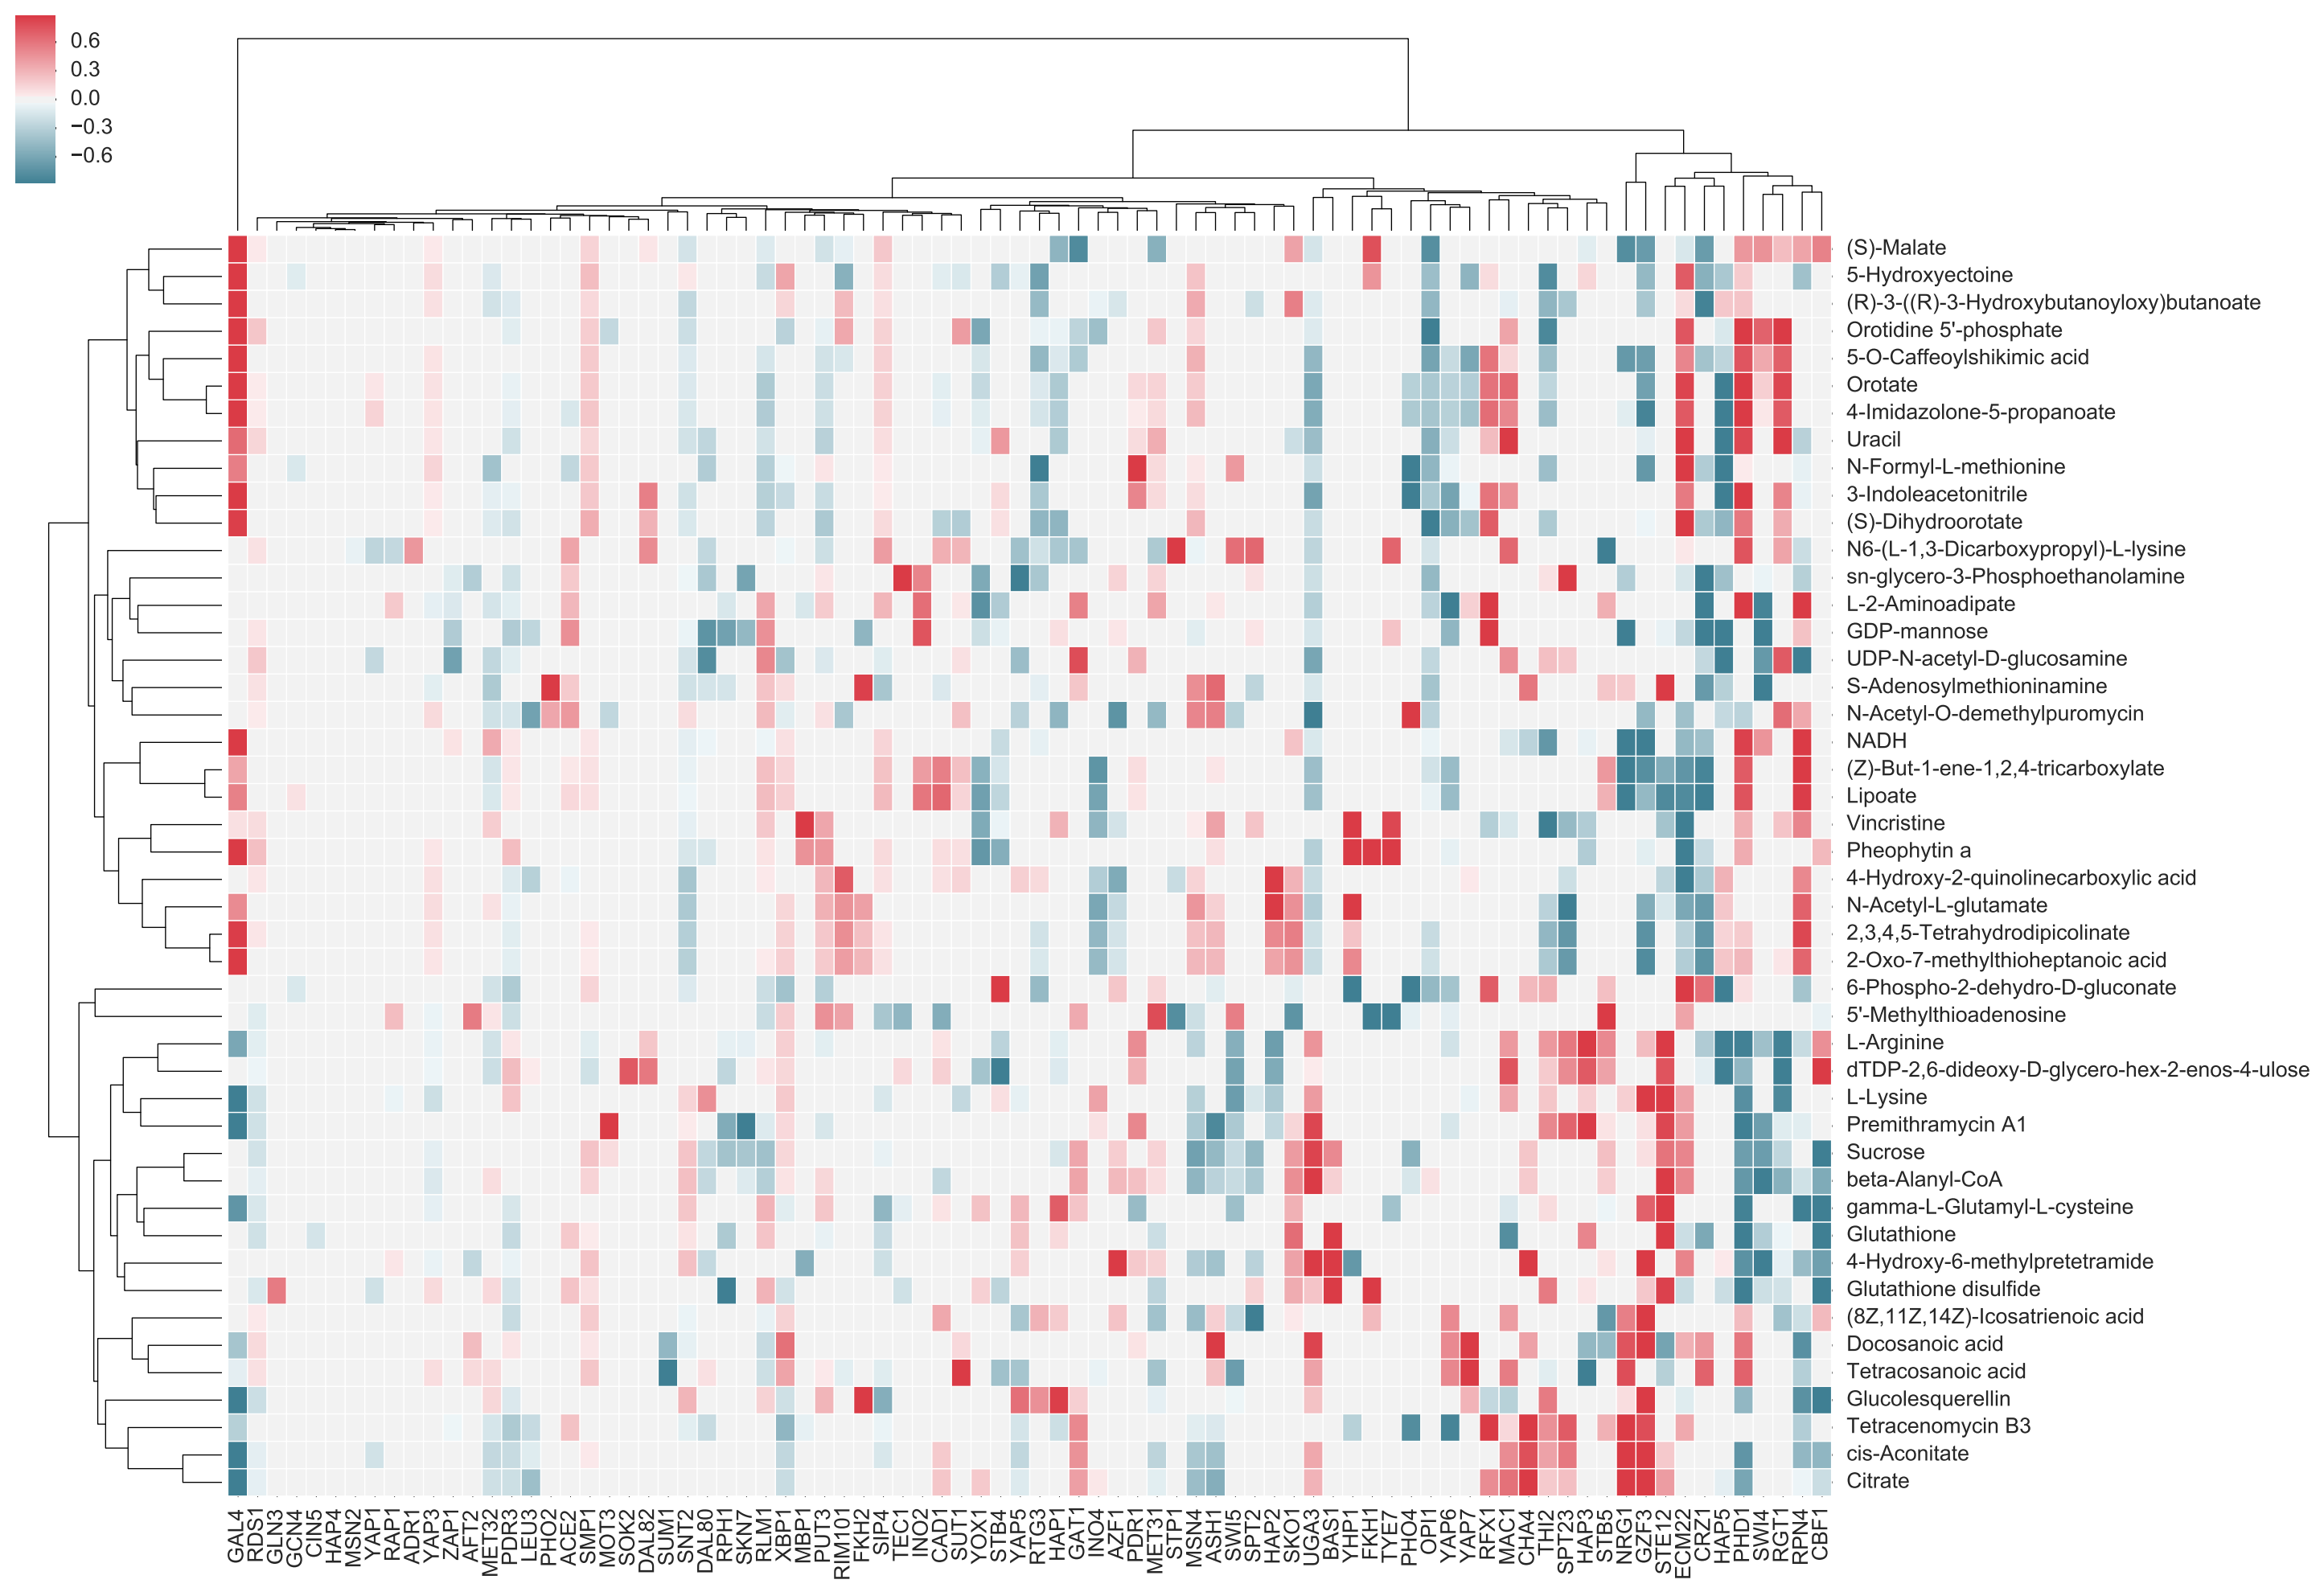 0.6
0.3
0.0
−0.3
−0.6
(S)-Malate
5-Hydroxyectoine
(R)-3-((R)-3-Hydroxybutanoyloxy)butanoate
Orotidine 5'-phosphate
5-O-Caffeoylshikimic acid
Orotate
4-Imidazolone-5-propanoate
Uracil
N-Formyl-L-methionine
3-Indoleacetonitrile
(S)-Dihydroorotate
N6-(L-1,3-Dicarboxypropyl)-L-lysine
sn-glycero-3-Phosphoethanolamine
L-2-Aminoadipate
GDP-mannose
UDP-N-acetyl-D-glucosamine
S-Adenosylmethioninamine
N-Acetyl-O-demethylpuromycin
NADH
(Z)-But-1-ene-1,2,4-tricarboxylate
Lipoate
Vincristine
Pheophytin a
4-Hydroxy-2-quinolinecarboxylic acid
N-Acetyl-L-glutamate
2,3,4,5-Tetrahydrodipicolinate
2-Oxo-7-methylthioheptanoic acid
6-Phospho-2-dehydro-D-gluconate
5'-Methylthioadenosine
L-Arginine
dTDP-2,6-dideoxy-D-glycero-hex-2-enos-4-ulose
L-Lysine
Premithramycin A1
Sucrose
beta-Alanyl-CoA
gamma-L-Glutamyl-L-cysteine
Glutathione
4-Hydroxy-6-methylpretetramide
Glutathione disulfide
(8Z,11Z,14Z)-Icosatrienoic acid
Docosanoic acid
Tetracosanoic acid
Glucolesquerellin
Tetracenomycin B3
cis-Aconitate
Citrate
GAL4
RDS1
GLN3
GCN4
CIN5
HAP4
MSN2
YAP1
RAP1
ADR1
YAP3
ZAP1
AFT2
MET32
PDR3
LEU3
PHO2
ACE2
SMP1
MOT3
SOK2
DAL82
SUM1
SNT2
DAL80
RPH1
SKN7
RLM1
XBP1
MBP1
PUT3
RIM101
FKH2
SIP4
TEC1
INO2
CAD1
SUT1
YOX1
STB4
YAP5
RTG3
HAP1
GAT1
INO4
AZF1
PDR1
MET31
STP1
MSN4
ASH1
SWI5
SPT2
HAP2
SKO1
UGA3
BAS1
YHP1
FKH1
TYE7
PHO4
OPI1
YAP6
YAP7
RFX1
MAC1
CHA4
THI2
SPT23
HAP3
STB5
NRG1
GZF3
STE12
ECM22
CRZ1
HAP5
PHD1
SWI4
RGT1
RPN4
CBF1